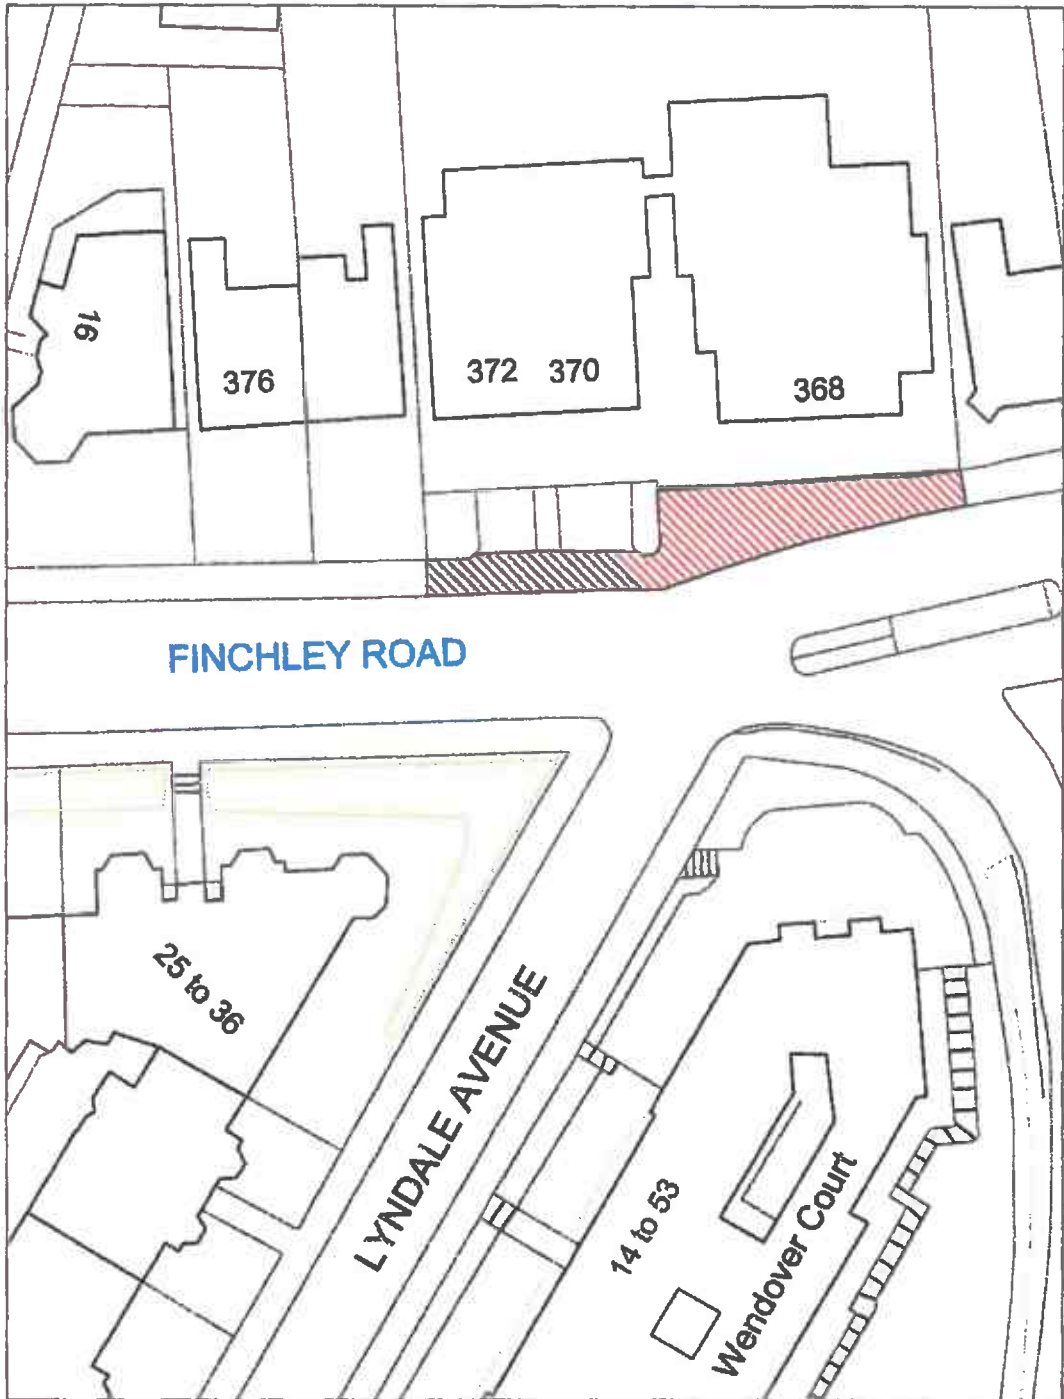 16
376
372
370
368
FINCHLEY ROAD
25 to 36
LYNDALE AVENUE
14 to 53
Wendover Court